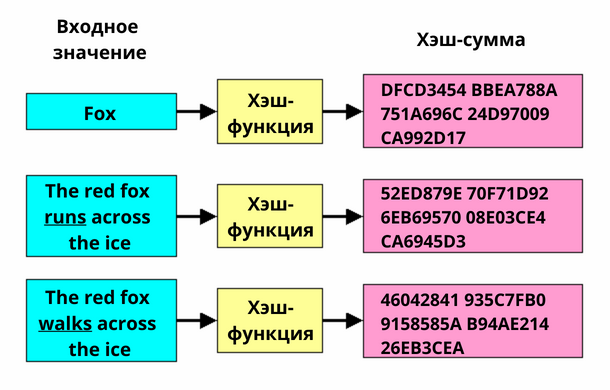 Входное
значение
Хэш-сумма
Fox
Хэш-
функция
DFCD3454 BBEA788A
751A696C 24D97009
CA992D17
The red fox
runs across
the ice
Хэш-
функция
52ED879E 70F71D92
6EB69570 08E03CE4
CA6945D3
The red fox
walks across
the ice
Хэш-
функция
46042841 935C7FB0
9158585A B94AE214
26EB3CEA